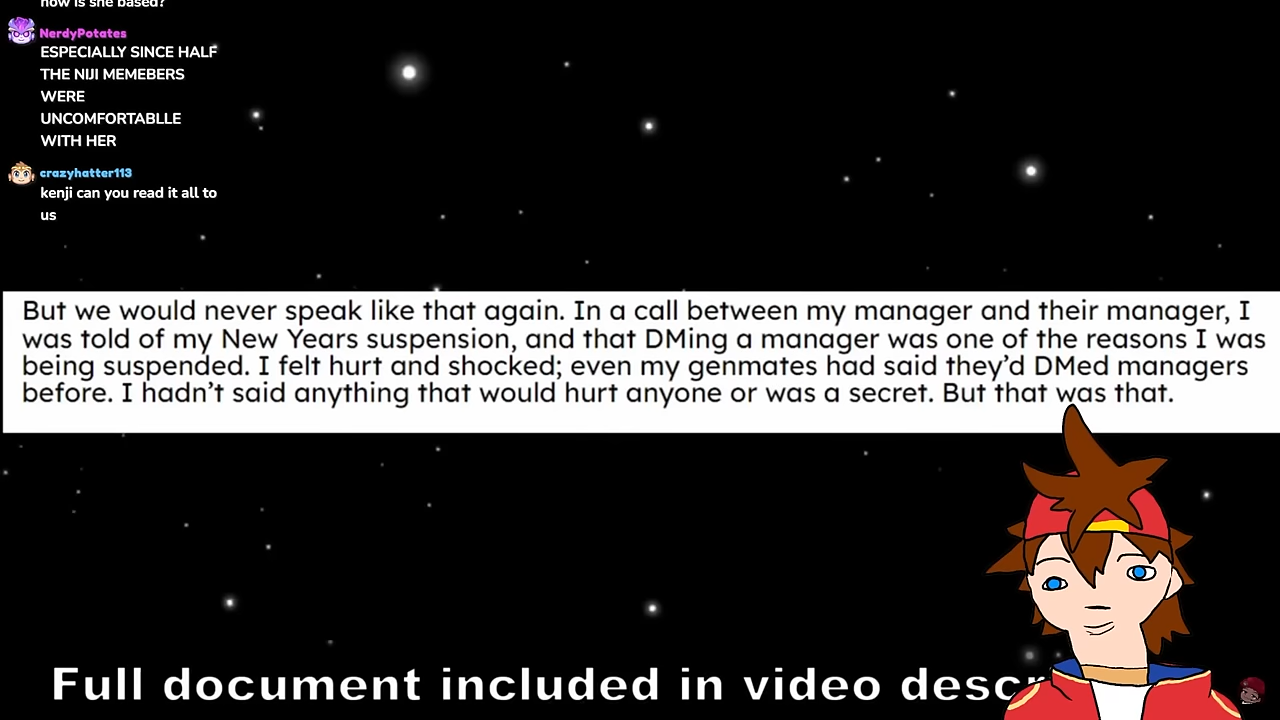 how is she based?
NerdyPotates
ESPECIALLY SINCE HALF
THE NIJI MEMEBERS
WERE
UNCOMFORTABLLE
WITH HER
crazyhatter113
kenji can you read it all to
us
But we would never speak like that again. In a call between my manager and their manager, I
was told of my New Years suspension, and that DMing a manager was one of the reasons I was
being suspended. I felt hurt and shocked; even my genmates had said they’d DMed managers
before. I hadn’t said anything that would hurt anyone or was a secret. But that was that.
Full document included in video descr